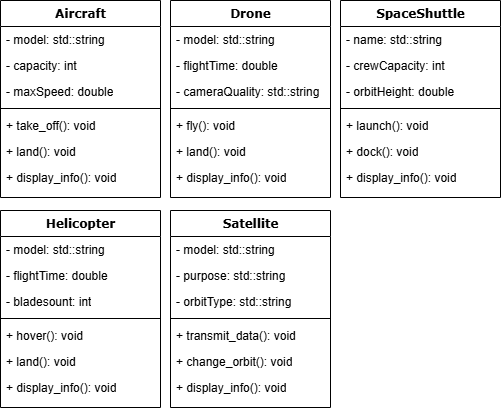 Aircraft
- model: std::string
- capacity: int
- maxSpeed: double
+ take_off(): void
+ land(): void
+ display_info(): void
Drone
- model: std::string
- flightTime: double
- cameraQuality: std::string
+ fly(): void
+ land(): void
+ display_info(): void
SpaceShuttle
- name: std::string
- crewCapacity: int
- orbitHeight: double
+ launch(): void
+ dock(): void
+ display_info(): void
Helicopter
- model: std::string
- flightTime: double
- bladesount: int
+ hover(): void
+ land(): void
+ display_info(): void
Satellite
- model: std::string
- purpose: std::string
- orbitType: std::string
+ transmit_data(): void
+ change_orbit(): void
+ display_info(): void